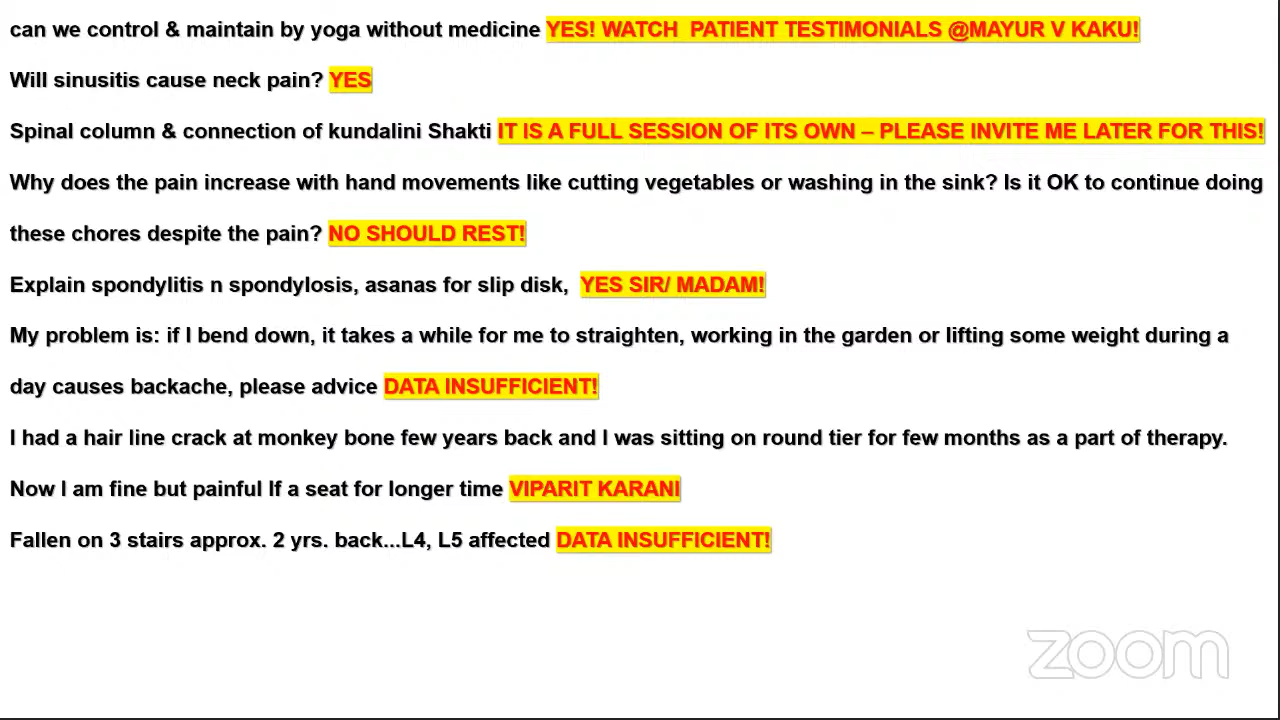 can we control & maintain by yoga without medicine YES! WATCH  PATIENT TESTIMONIALS @MAYUR V KAKU!
Will sinusitis cause neck pain? YES
Spinal column & connection of kundalini Shakti IT IS A FULL SESSION OF ITS OWN – PLEASE INVITE ME LATER FOR THIS!
Why does the pain increase with hand movements like cutting vegetables or washing in the sink? Is it OK to continue doing
these chores despite the pain? NO SHOULD REST!
Explain spondylitis n spondylosis, asanas for slip disk,  YES SIR/ MADAM!
My problem is: if I bend down, it takes a while for me to straighten, working in the garden or lifting some weight during a
day causes backache, please advice DATA INSUFFICIENT!
I had a hair line crack at monkey bone few years back and I was sitting on round tier for few months as a part of therapy.
Now I am fine but painful If a seat for longer time VIPARIT KARANI
Fallen on 3 stairs approx. 2 yrs. back...L4, L5 affected DATA INSUFFICIENT!
zoom